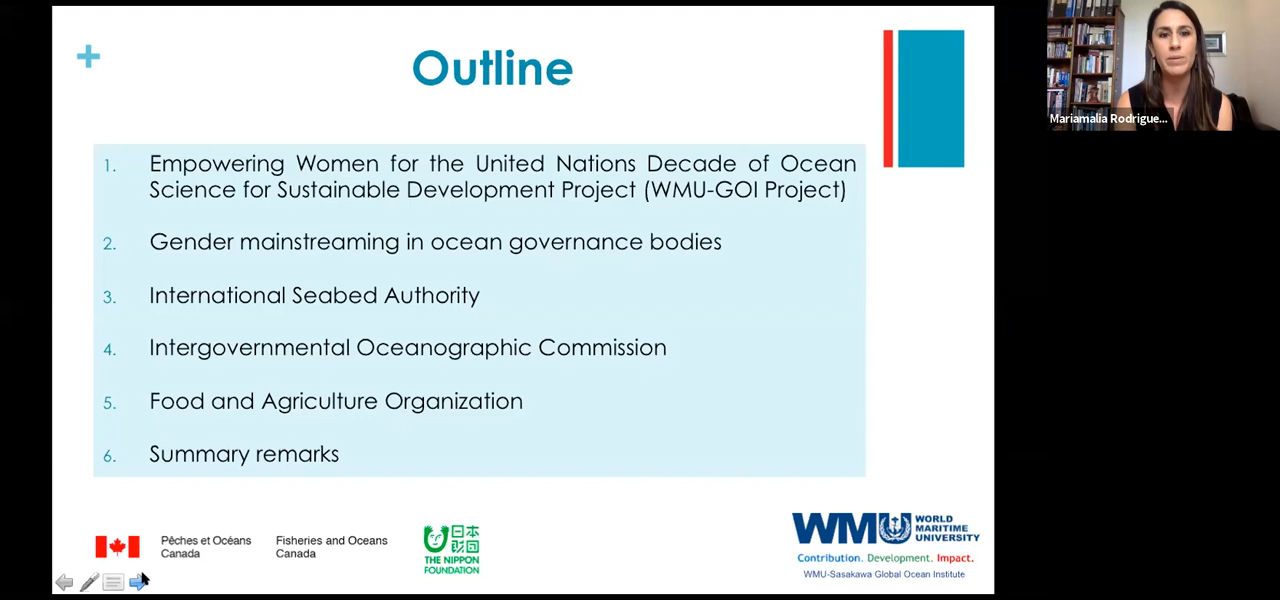 Outline
1. Empowering Women for the United Nations Decade of Ocean
Science for Sustainable Development Project (WMU-GOI Project)
2. Gender mainstreaming in ocean governance bodies
3. International Seabed Authority
4. Intergovernmental Oceanographic Commission
5. Food and Agriculture Organization
6. Summary remarks
Pêches et Océans
Canada
Fisheries and Oceans
Canada
日本
財団
THE NIPPON
FOUNDATION
WMU
WORLD
MARITIME
UNIVERSITY
Contribution. Development. Impact.
WMU-Sasakawa Global Ocean Institute
Mariamalia Rodrigue...